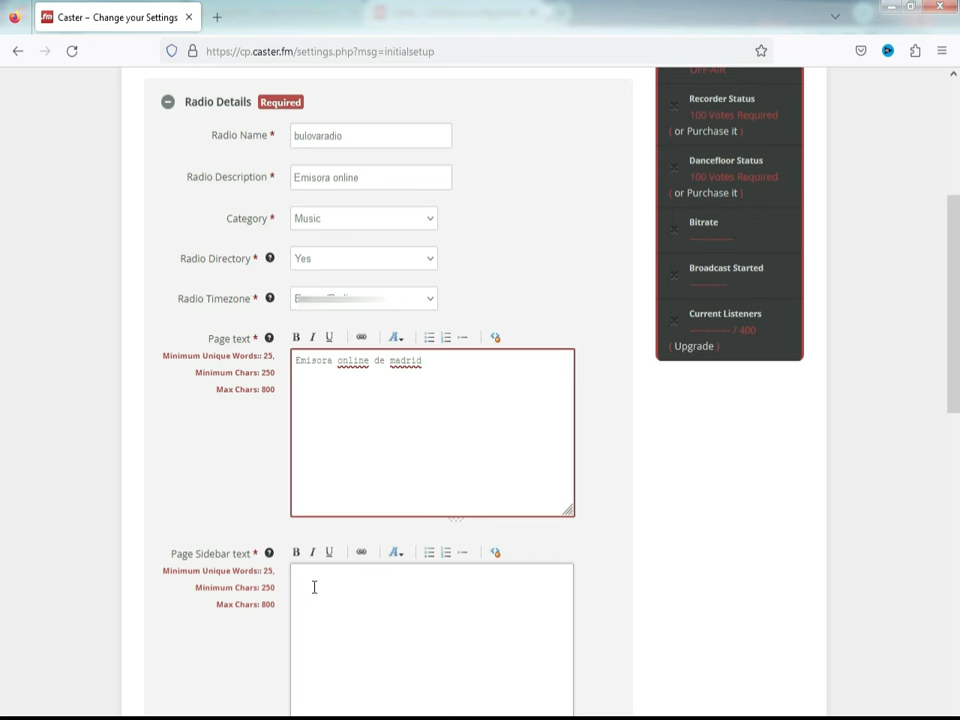 Caster – Change your Settings
https://cp.caster.fm/settings.php?msg=initialsetup
Radio Details Required
Radio Name * bulovaradio
Radio Description * Emisora online
Category * Music
Radio Directory * Yes
Radio Timezone *
Page text *
B I U
Minimum Unique Words:: 25,
Minimum Chars: 250
Max Chars: 800
Emisora online de madrid
Page Sidebar text *
B I U
Minimum Unique Words:: 25,
Minimum Chars: 250
Max Chars: 800
OFF-AIR
Recorder Status
100 Votes Required
( or Purchase it )
Dancefloor Status
100 Votes Required
( or Purchase it )
Bitrate
Broadcast Started
Current Listeners
/ 400
( Upgrade )